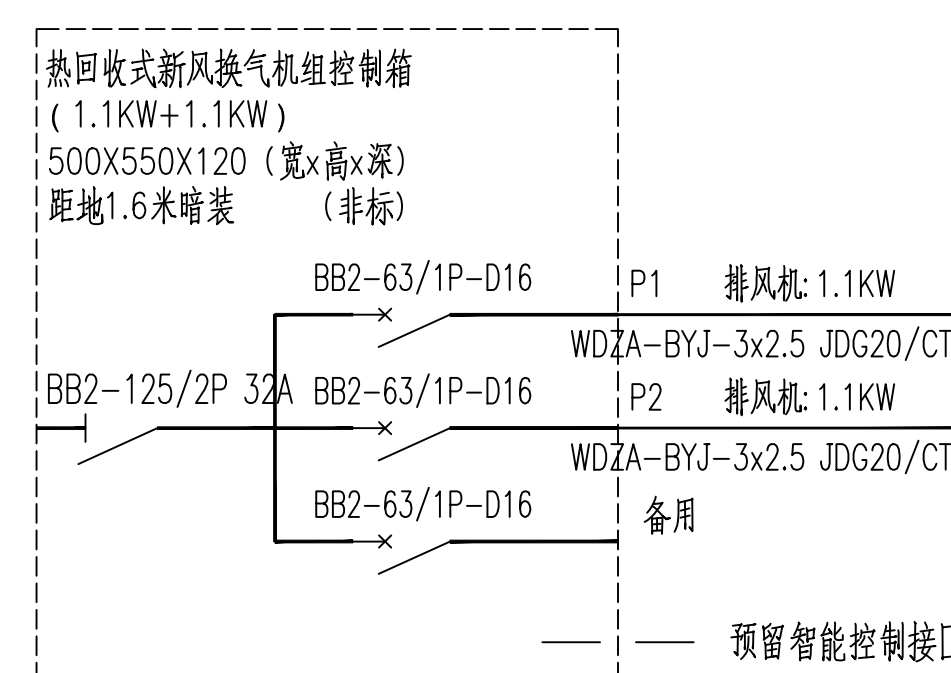 热回收式新风换气机组控制箱
(1.1KW+1.1KW)
500X550X120 (宽x高x深)
距地1.6米暗装 (非标)
BB2-63/1P-D16 P1 排风机:1.1KW
WDZA-BYJ-3x2.5 JDG20/CT
BB2-125/2P 32A BB2-63/1P-D16 P2 排风机:1.1KW
WDZA-BYJ-3x2.5 JDG20/CT
BB2-63/1P-D16 备用
预留智能控制接口